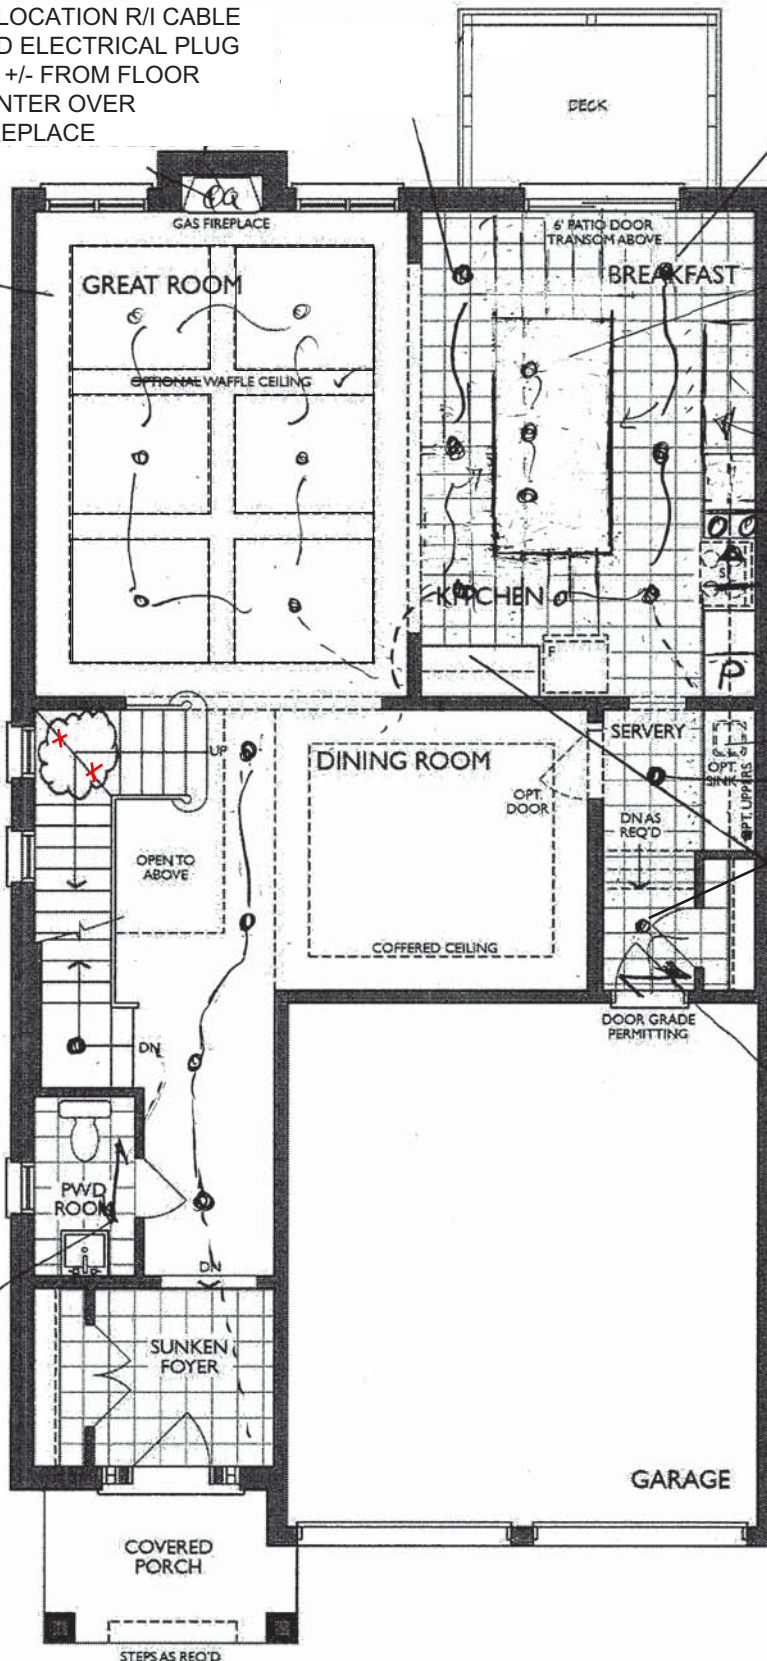 LOCATION R/I CABLE
D ELECTRICAL PLUG
+/- FROM FLOOR
NTER OVER
EPLACE
DECK
GAS FIREPLACE
6' PATIO DOOR
TRANSOM ABOVE
GREAT ROOM
BREAKFAST
OPTIONAL WAFFLE CEILING
S
KITCHEN
F
P
UP
DINING ROOM
SERVERY
OPT.
SINK
OPT.
DOOR
OPT. UPPERS
DN AS
REQ'D
OPEN TO
ABOVE
COFFERED CEILING
DOOR GRADE
PERMITTING
DN
PWD
ROOM
DN
SUNKEN
FOYER
GARAGE
COVERED
PORCH
STEPS AS REQ'D